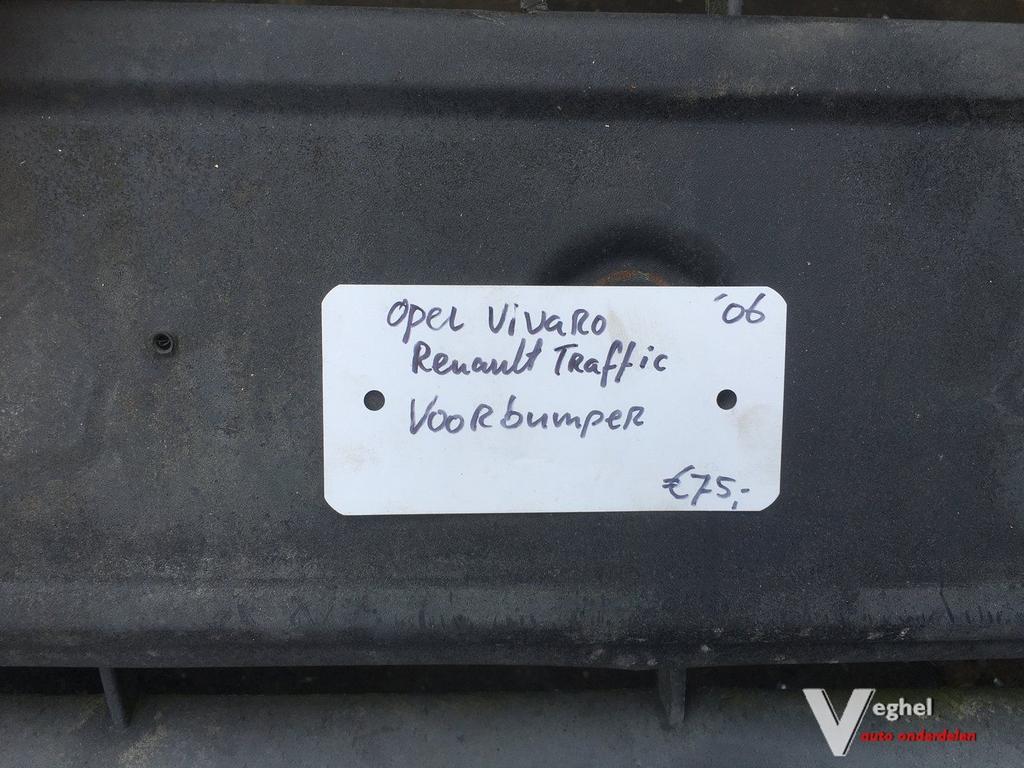 Opel Vivaro '06
Renault Traffic
Voorbumper
€75,-
Veghel
auto onderdelen